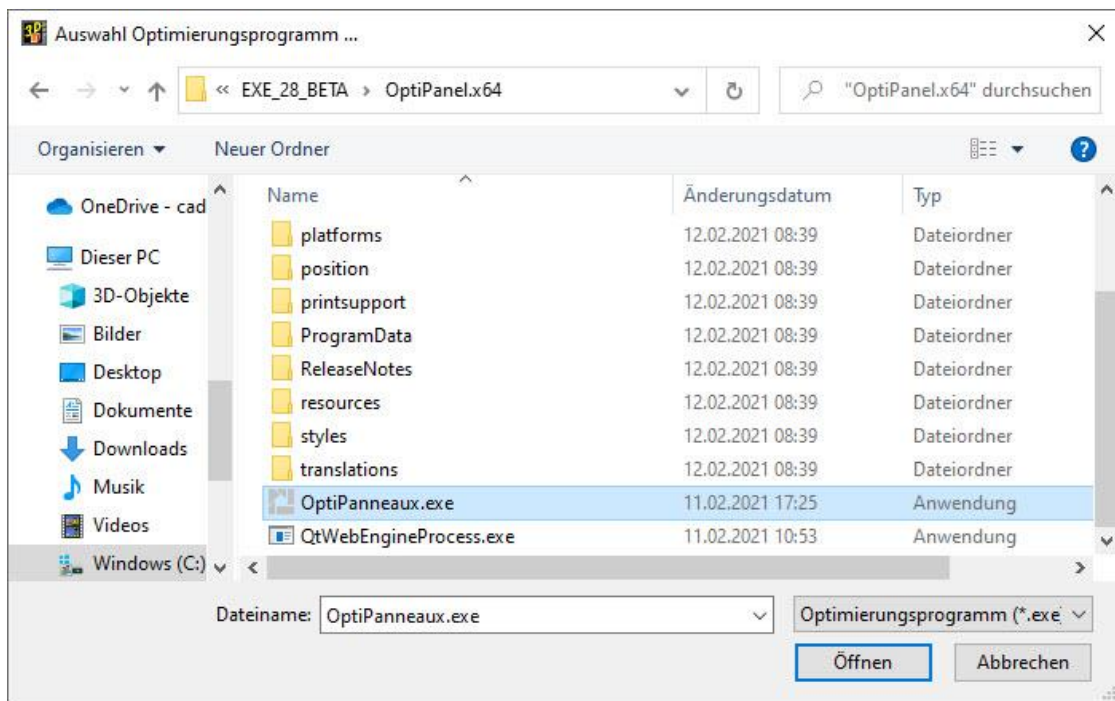 Auswahl Optimierungsprogramm ...
« EXE_28_BETA › OptiPanel.x64
"OptiPanel.x64" durchsuchen
Organisieren Neuer Ordner
Name Änderungsdatum Typ
OneDrive - cad
Dieser PC
3D-Objekte
Bilder
Desktop
Dokumente
Downloads
Musik
Videos
Windows (C:)
platforms 12.02.2021 08:39 Dateiordner
position 12.02.2021 08:39 Dateiordner
printsupport 12.02.2021 08:39 Dateiordner
ProgramData 12.02.2021 08:39 Dateiordner
ReleaseNotes 12.02.2021 08:39 Dateiordner
resources 12.02.2021 08:39 Dateiordner
styles 12.02.2021 08:39 Dateiordner
translations 12.02.2021 08:39 Dateiordner
OptiPanneaux.exe 11.02.2021 17:25 Anwendung
QtWebEngineProcess.exe 11.02.2021 10:53 Anwendung
Dateiname: OptiPanneaux.exe Optimierungsprogramm (*.exe
Öffnen Abbrechen